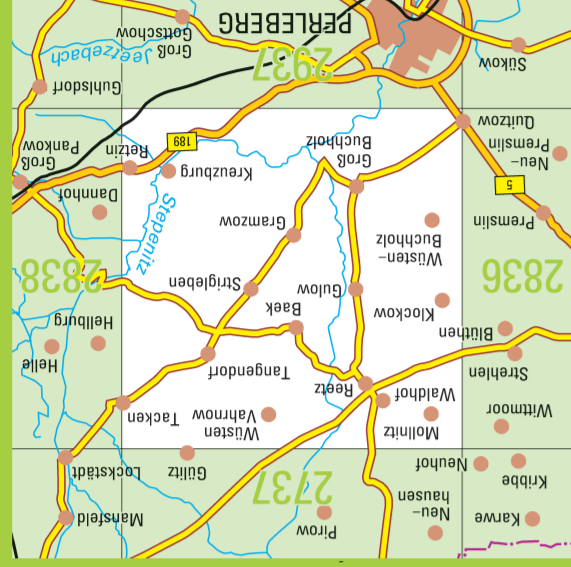 Karwe
Pirow
Neu-
hausen
Mansfeld
2737
Kribbe
Neuhof
Gülitz
Lockstädt
Wittmoor
Mollnitz
Waldhof
Wüsten
Vahrnow
Tacken
Strehlen
Reetz
Tangendorf
Helle
Blüthen
Hellburg
Klockow
Baek
Gulow
Strigleben
2836
2838
Wüsten-
Buchholz
Gramzow
Stepenitz
Premslin
Dannhof
5
Kreuzburg
Neu-
Premslin
Groß
Buchholz
Retzin
Groß
Pankow
189
Quitzow
Guhlsdorf
Sükow
2937
Jeetzebach
Groß
Gottschow
PERLEBERG